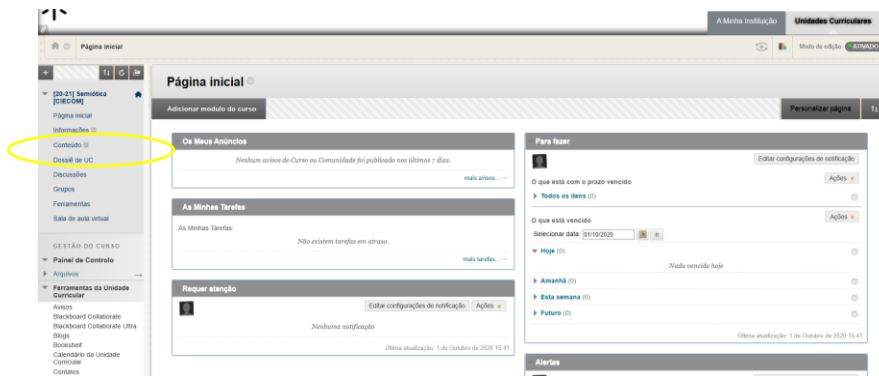 A Minha Instituição
Unidades Curriculares
Página inicial
Modo de edição
ATIVADO
[20-21] Semiótica
[CIECOM]
Página inicial
Informações
Conteúdo
Dossiê de UC
Discussões
Grupos
Ferramentas
Sala de aula virtual
GESTÃO DO CURSO
Painel de Controlo
Arquivos
Ferramentas da Unidade
Curricular
Avisos
Blackboard Collaborate
Blackboard Collaborate Ultra
Blogs
Bookshelf
Calendário da Unidade
Curricular
Contatos
Página inicial
Adicionar módulo do curso
Personalizar página
Os Meus Anúncios
Nenhum avisos de Curso ou Comunidade foi publicado nos últimos 7 dias.
mais avisos...
As Minhas Tarefas
As Minhas Tarefas:
Não existem tarefas em atraso.
mais tarefas...
Requer atenção
Editar configurações de notificação
Ações
Nenhuma notificação
Última atualização: 1 de Outubro de 2020 15:41
Para fazer
Editar configurações de notificação
O que está com o prazo vencido
Ações
Todos os itens (0)
O que está vencido
Ações
Selecionar data: 01/10/2020
Hoje (0)
Nada vencido hoje
Amanhã (0)
Esta semana (0)
Futuro (0)
Última atualização: 1 de Outubro de 2020 15:41
Alertas